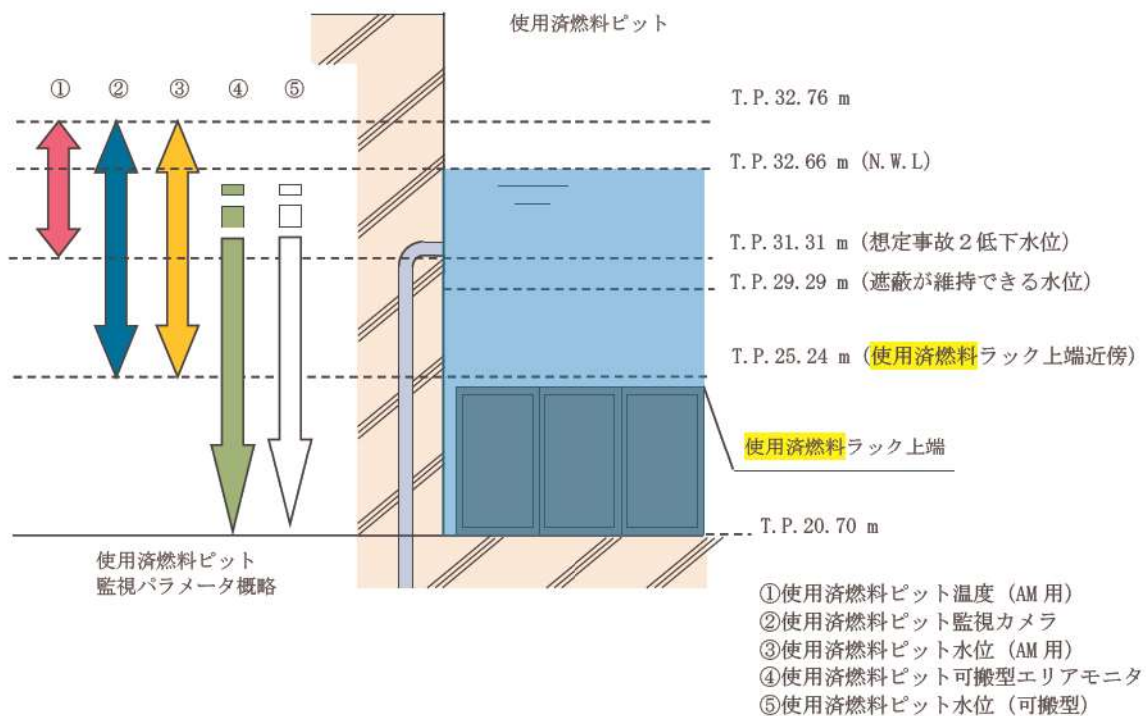 使用済燃料ピット
① ② ③ ④ ⑤
T.P.32.76 m
T.P.32.66 m (N.W.L)
T.P.31.31 m (想定事故2低下水位)
T.P.29.29 m (遮蔽が維持できる水位)
T.P.25.24 m (使用済燃料ラック上端近傍)
使用済燃料ラック上端
T.P.20.70 m
使用済燃料ピット
監視パラメータ概略
①使用済燃料ピット温度 (AM用)
②使用済燃料ピット監視カメラ
③使用済燃料ピット水位 (AM用)
④使用済燃料ピット可搬型エリアモニタ
⑤使用済燃料ピット水位 (可搬型)